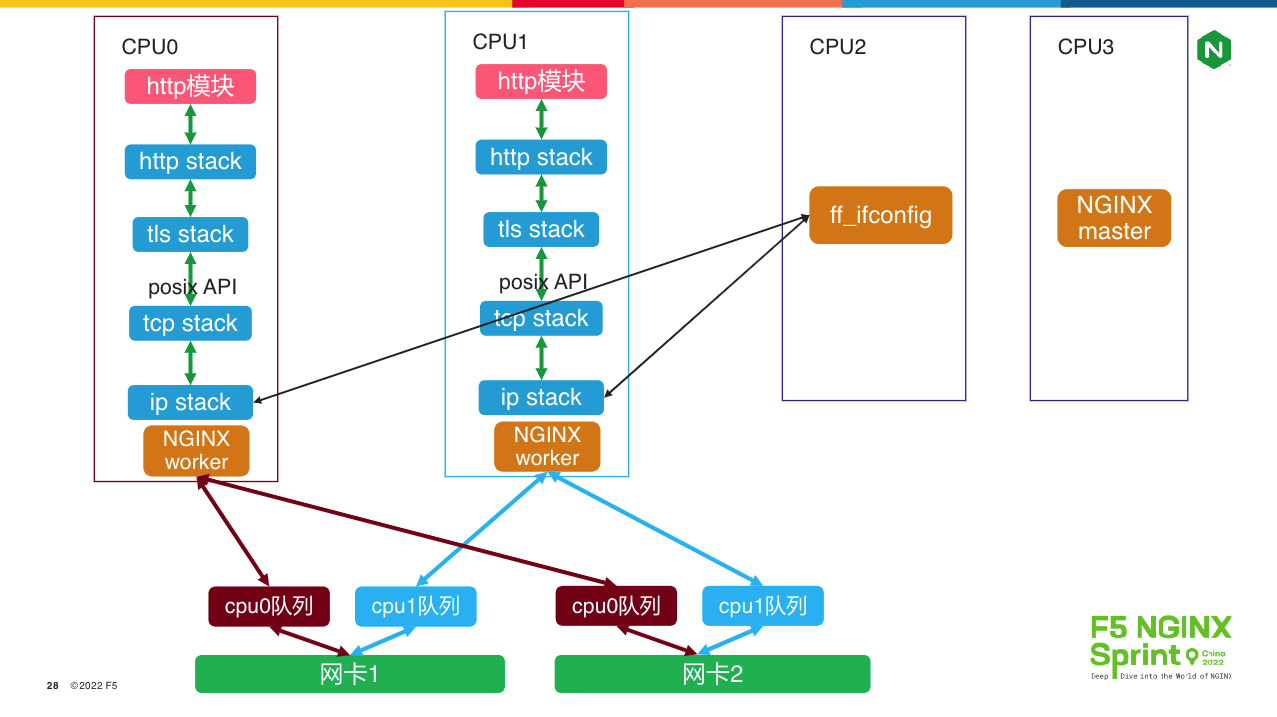 CPU0
http模块
http stack
tls stack
posix API
tcp stack
ip stack
NGINX
worker
CPU1
http模块
http stack
tls stack
posix API
tcp stack
ip stack
NGINX
worker
CPU2
ff_ifconfig
CPU3
NGINX
master
N
cpu0队列
cpu1队列
cpu0队列
cpu1队列
网卡1
网卡2
F5 NGINX
Sprint China
2022
Deep Dive into the World of NGINX
28 ©2022 F5